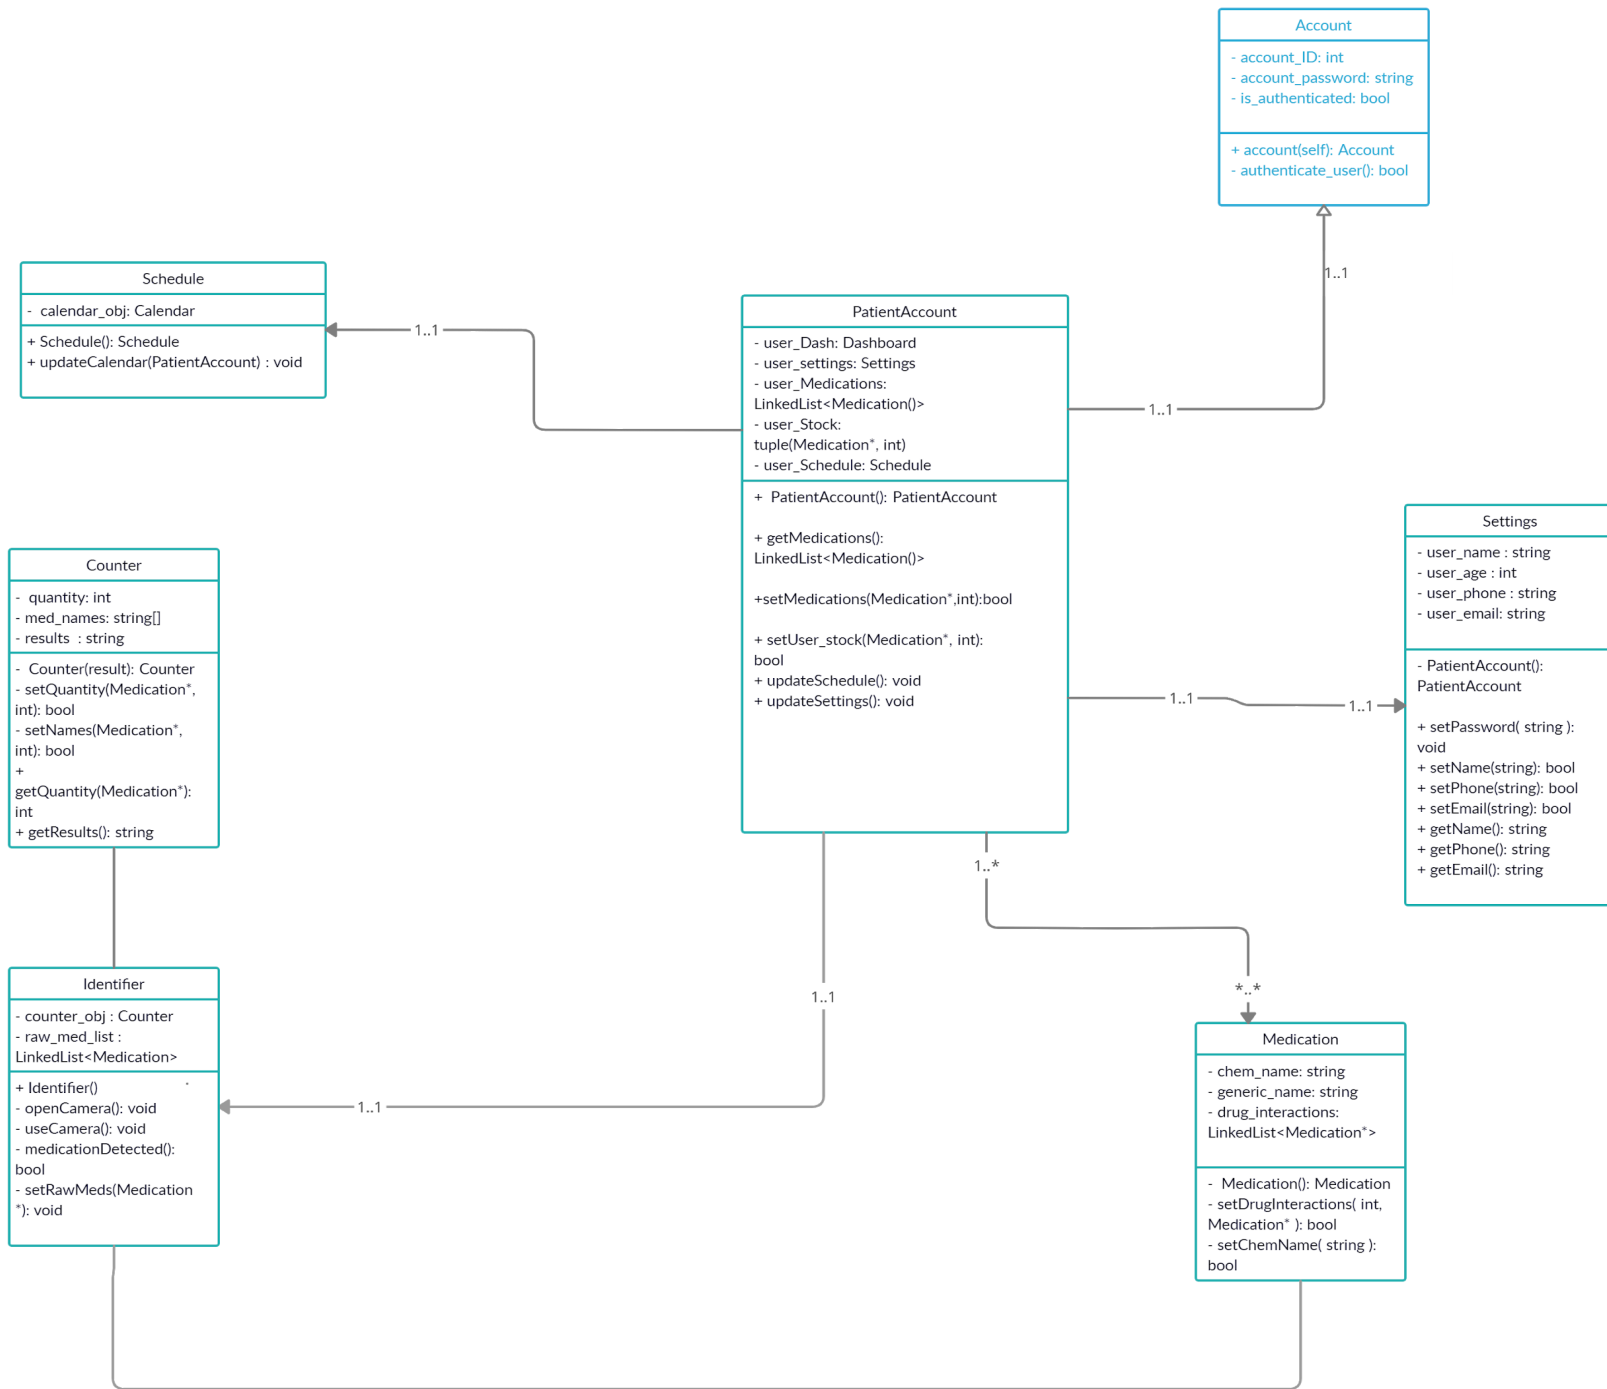 Account
- account_ID: int
- account_password: string
- is_authenticated: bool
+ account(self): Account
- authenticate_user(): bool
1..1
1..1
Schedule
- calendar_obj: Calendar
+ Schedule(): Schedule
+ updateCalendar(PatientAccount) : void
1..1
PatientAccount
- user_Dash: Dashboard
- user_settings: Settings
- user_Medications:
LinkedList<Medication()>
- user_Stock:
tuple(Medication*, int)
- user_Schedule: Schedule
+ PatientAccount(): PatientAccount
+ getMedications():
LinkedList<Medication()>
+setMedications(Medication*,int):bool
+ setUser_stock(Medication*, int):
bool
+ updateSchedule(): void
+ updateSettings(): void
1..1
1..1
Settings
- user_name : string
- user_age : int
- user_phone : string
- user_email: string
- PatientAccount():
PatientAccount
+ setPassword( string ):
void
+ setName(string): bool
+ setPhone(string): bool
+ setEmail(string): bool
+ getName(): string
+ getPhone(): string
+ getEmail(): string
Counter
- quantity: int
- med_names: string[]
- results : string
- Counter(result): Counter
- setQuantity(Medication*,
int): bool
- setNames(Medication*,
int): bool
+
getQuantity(Medication*):
int
+ getResults(): string
Identifier
- counter_obj : Counter
- raw_med_list :
LinkedList<Medication>
+ Identifier()
- openCamera(): void
- useCamera(): void
- medicationDetected():
bool
- setRawMeds(Medication
*): void
1..1
1..1
1..*
*..*
Medication
- chem_name: string
- generic_name: string
- drug_interactions:
LinkedList<Medication*>
- Medication(): Medication
- setDrugInteractions( int,
Medication* ): bool
- setChemName( string ):
bool